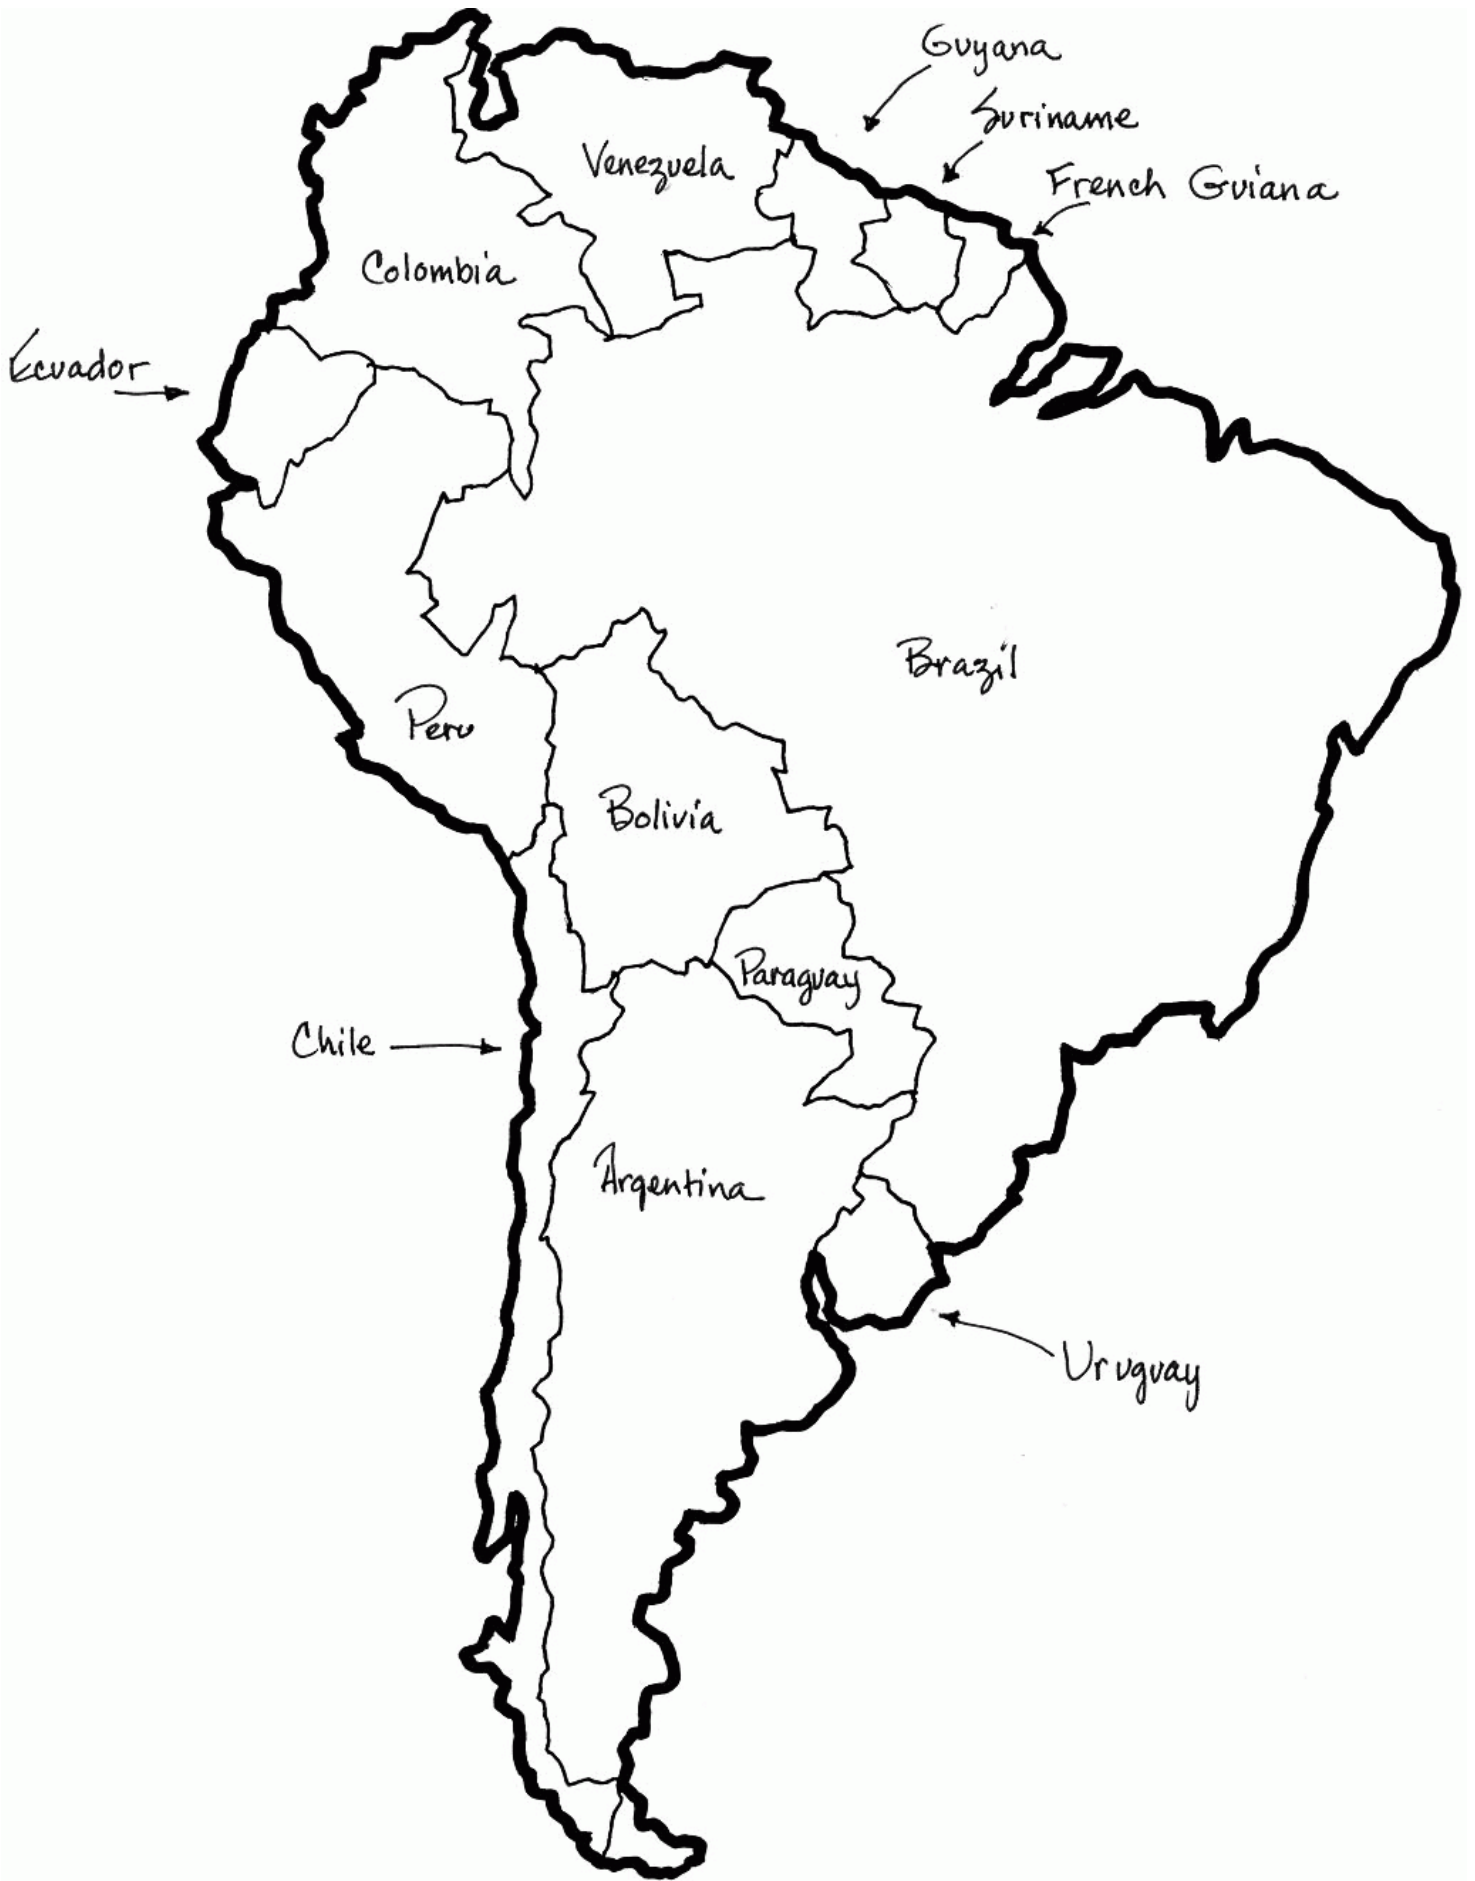 Guyana
Suriname
French Guiana
Venezuela
Colombia
Ecuador
Brazil
Peru
Bolivia
Paraguay
Chile
Argentina
Uruguay